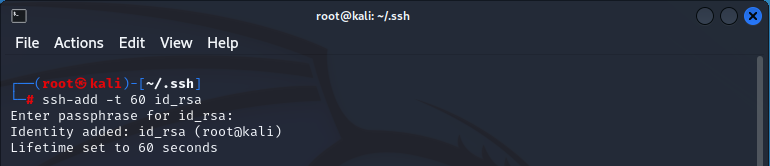 root@kali: ~/.ssh
File Actions Edit View Help
┌──(root㉿kali)-[~/.ssh]
└─# ssh-add -t 60 id_rsa
Enter passphrase for id_rsa:
Identity added: id_rsa (root@kali)
Lifetime set to 60 seconds